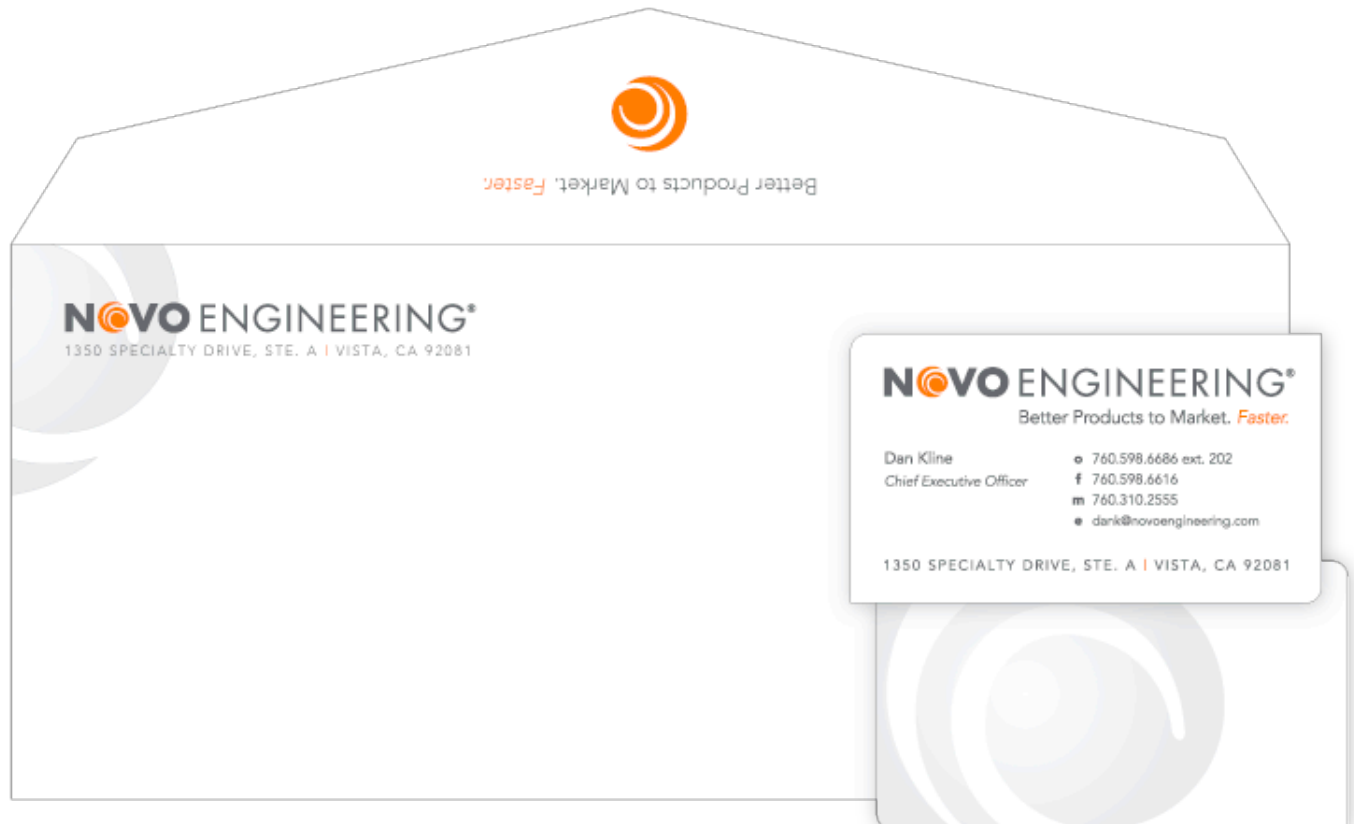 Better Products to Market. Faster.
NOVO ENGINEERING®
1350 SPECIALTY DRIVE, STE. A | VISTA, CA 92081
NOVO ENGINEERING®
Better Products to Market. Faster.
Dan Kline
Chief Executive Officer
o 760.598.6686 ext. 202
f 760.598.6616
m 760.310.2555
e dank@novoengineering.com
1350 SPECIALTY DRIVE, STE. A | VISTA, CA 92081